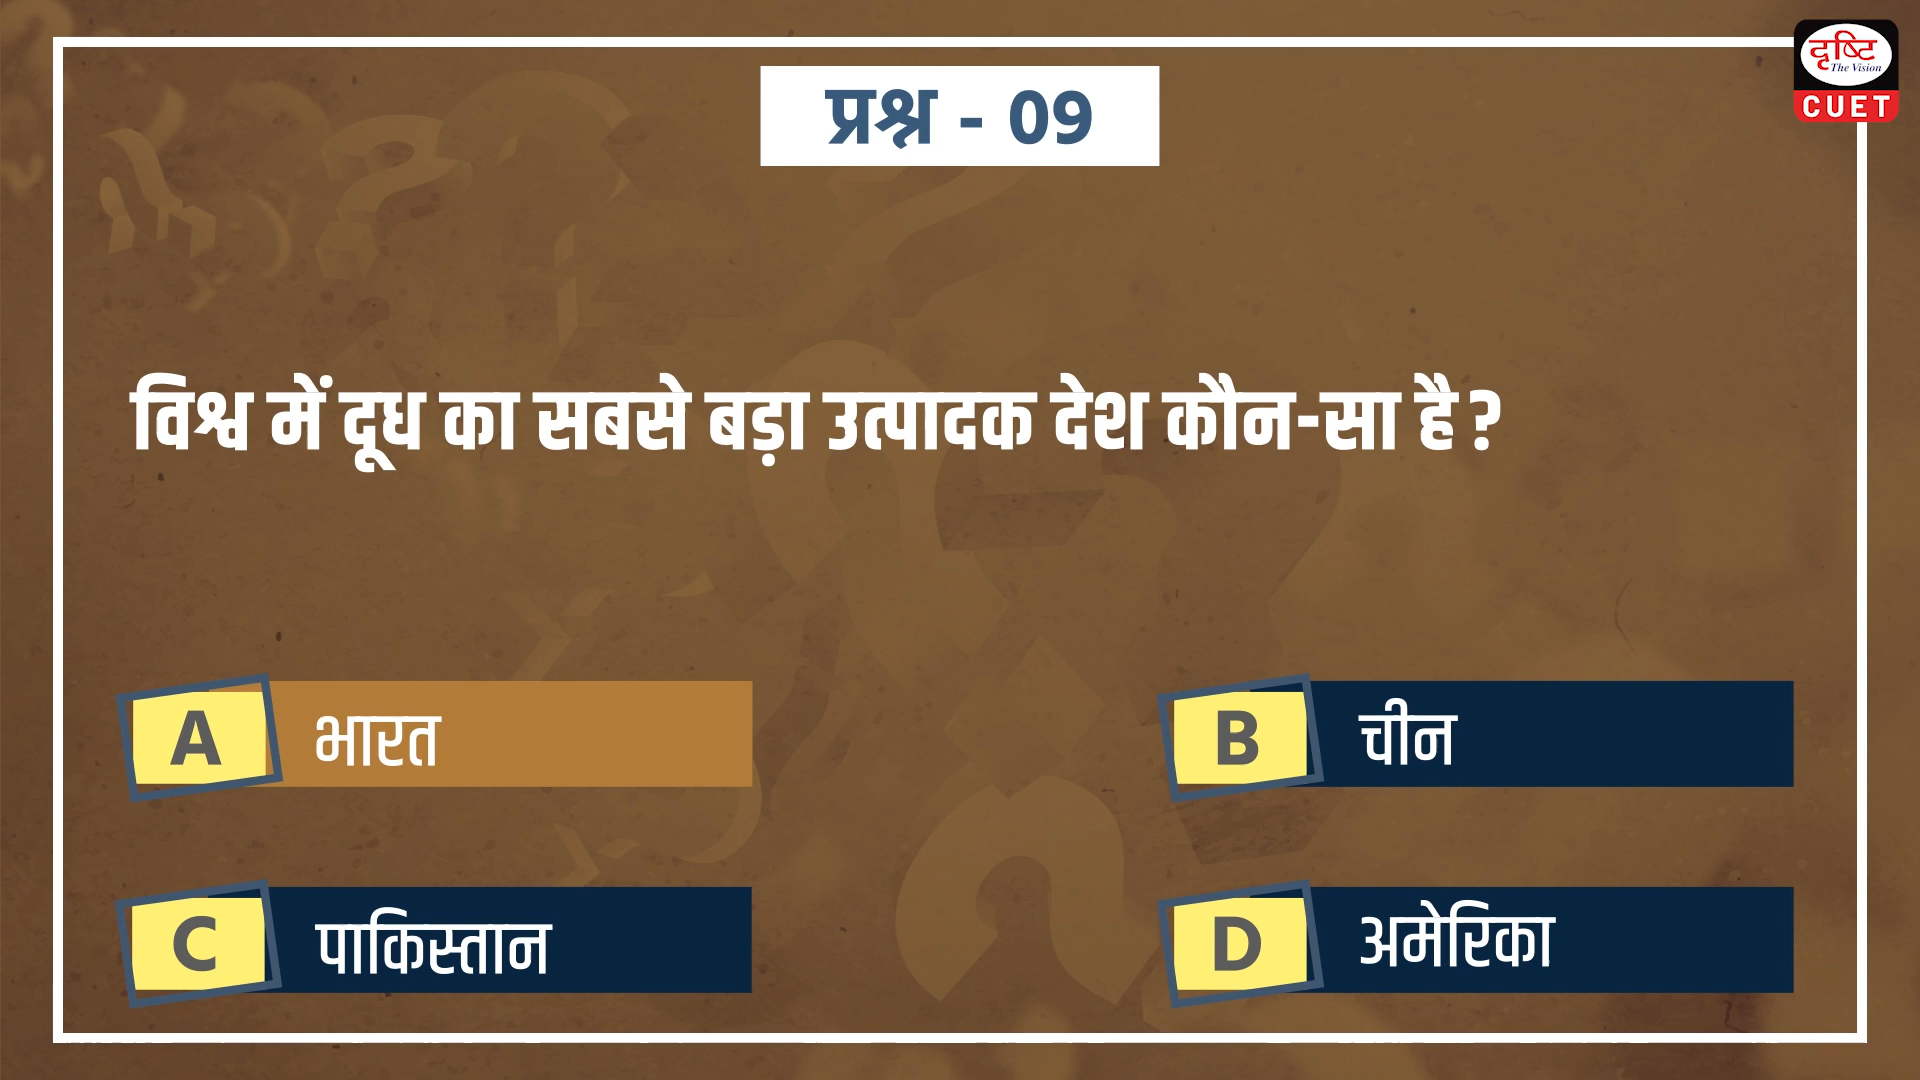 दृष्टि
The Vision
CUET
प्रश्न - 09
विश्व में दूध का सबसे बड़ा उत्पादक देश कौन-सा है?
A भारत
B चीन
C पाकिस्तान
D अमेरिका